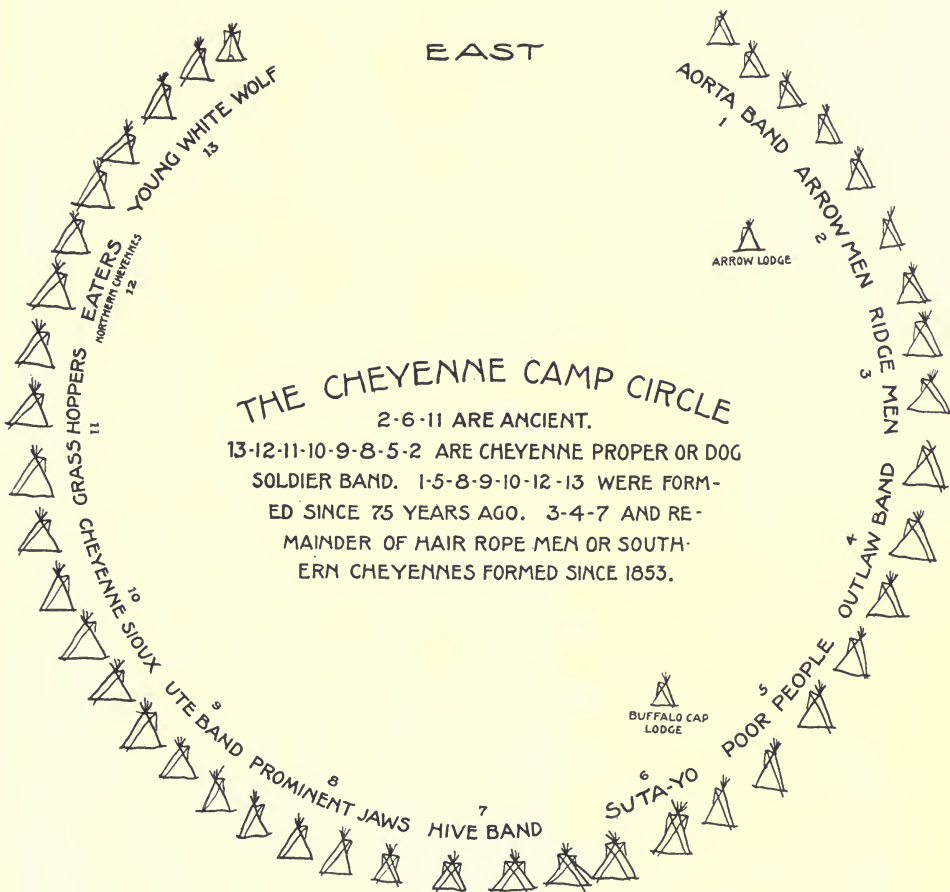 EAST
AORTA BAND
1
ARROW MEN
2
ARROW LODGE
RIDGE MEN
3
OUTLAW BAND
4
POOR PEOPLE
5
BUFFALO CAP
LODGE
SUTA-YO
6
HIVE BAND
7
PROMINENT JAWS
8
UTE BAND
9
CHEYENNE SIOUX
10
GRASS HOPPERS
11
EATERS
NORTHERN CHEYENNES
12
YOUNG WHITE WOLF
13
THE CHEYENNE CAMP CIRCLE
2-6-11 ARE ANCIENT.
13-12-11-10-9-8-5-2 ARE CHEYENNE PROPER OR DOG
SOLDIER BAND. 1-5-8-9-10-12-13 WERE FORM-
ED SINCE 75 YEARS AGO. 3-4-7 AND RE-
MAINDER OF HAIR ROPE MEN OR SOUTH-
ERN CHEYENNES FORMED SINCE 1853.